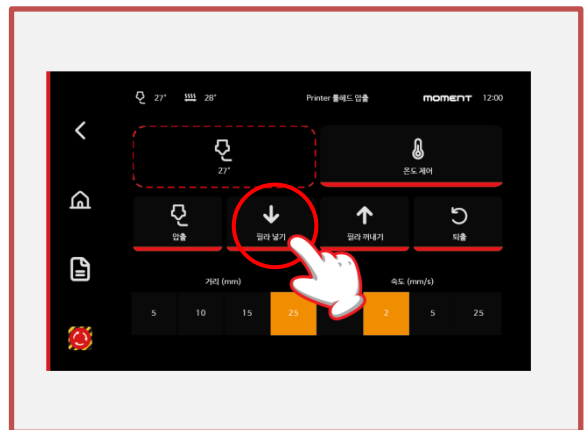 27° 28° Printer 툴헤드 압출 moment 12:00
27°
온도 제어
압출 필라 넣기 필라 꺼내기 퇴출
거리 (mm) 속도 (mm/s)
5 10 15 25 2 5 25